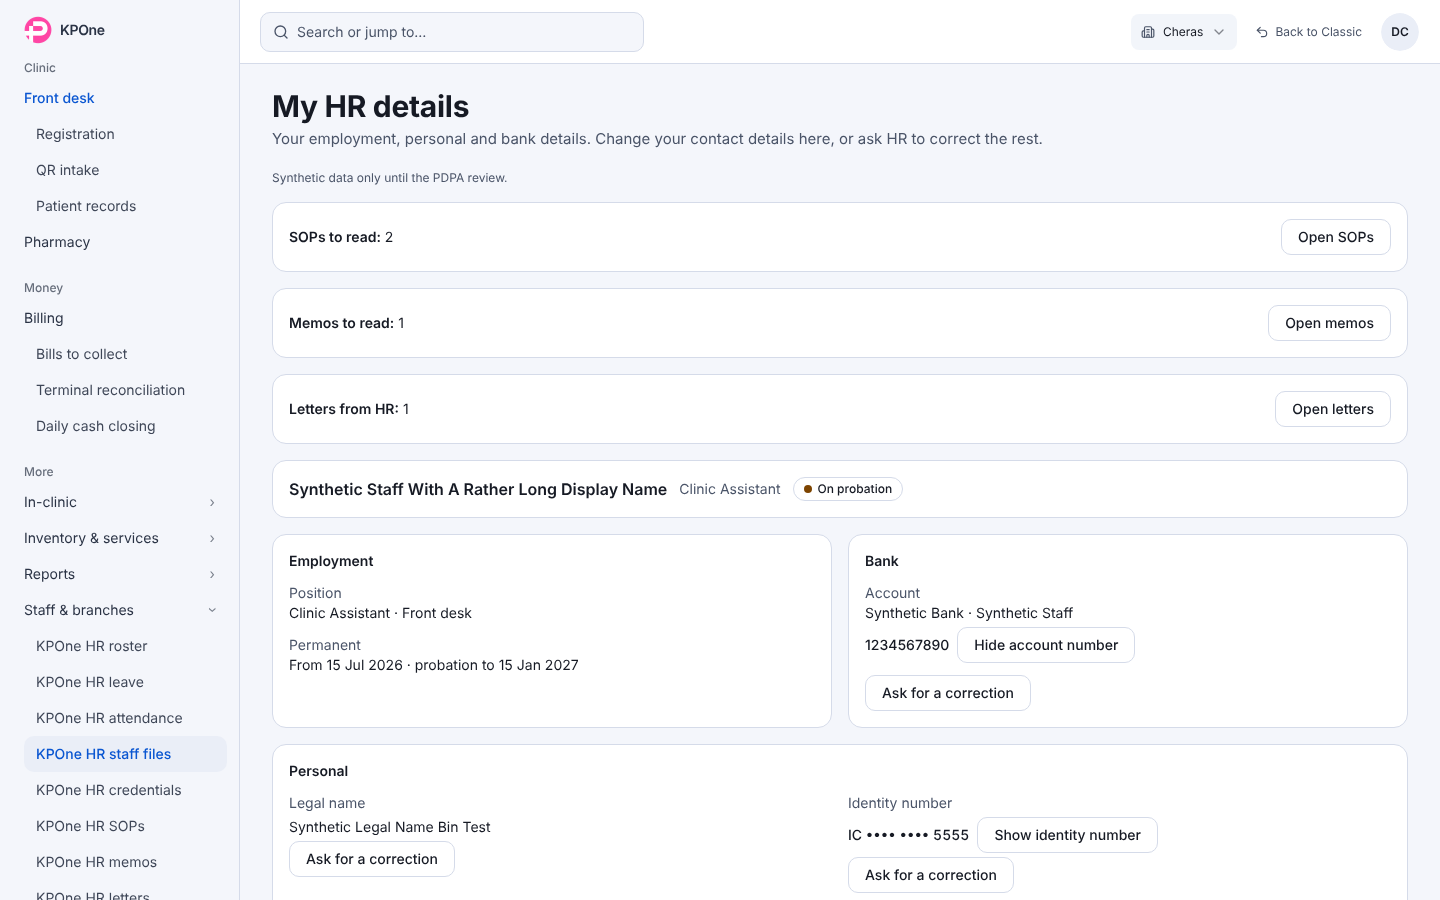 KPOne
Clinic
Front desk
Registration
QR intake
Patient records
Pharmacy
Money
Billing
Bills to collect
Terminal reconciliation
Daily cash closing
More
In-clinic
Inventory & services
Reports
Staff & branches
KPOne HR roster
KPOne HR leave
KPOne HR attendance
KPOne HR staff files
KPOne HR credentials
KPOne HR SOPs
KPOne HR memos
KPOne HR letters
Search or jump to...
Cheras
Back to Classic
DC
My HR details
Your employment, personal and bank details. Change your contact details here, or ask HR to correct the rest.
Synthetic data only until the PDPA review.
SOPs to read: 2
Open SOPs
Memos to read: 1
Open memos
Letters from HR: 1
Open letters
Synthetic Staff With A Rather Long Display Name Clinic Assistant On probation
Employment
Position
Clinic Assistant · Front desk
Permanent
From 15 Jul 2026 · probation to 15 Jan 2027
Bank
Account
Synthetic Bank · Synthetic Staff
1234567890 Hide account number
Ask for a correction
Personal
Legal name
Synthetic Legal Name Bin Test
Ask for a correction
Identity number
IC •••• •••• 5555 Show identity number
Ask for a correction